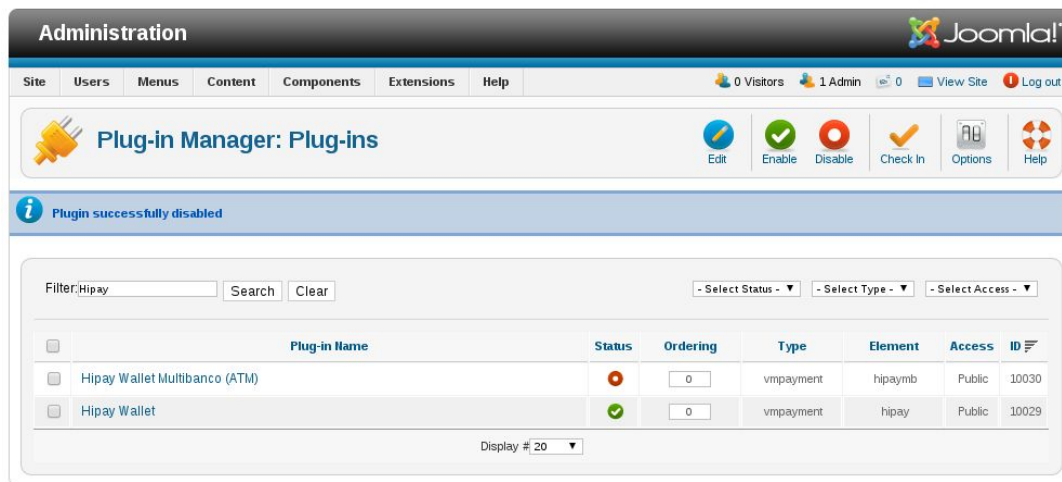 Administration
Joomla!
Site Users Menus Content Components Extensions Help 0 Visitors 1 Admin 0 View Site Log out
Plug-in Manager: Plug-ins
Edit Enable Disable Check In Options Help
Plugin successfully disabled
Filter: Hipay Search Clear - Select Status - - Select Type - - Select Access -
Plug-in Name Status Ordering Type Element Access ID
Hipay Wallet Multibanco (ATM) 0 vmpayment hipaymb Public 10030
Hipay Wallet 0 vmpayment hipay Public 10029
Display # 20